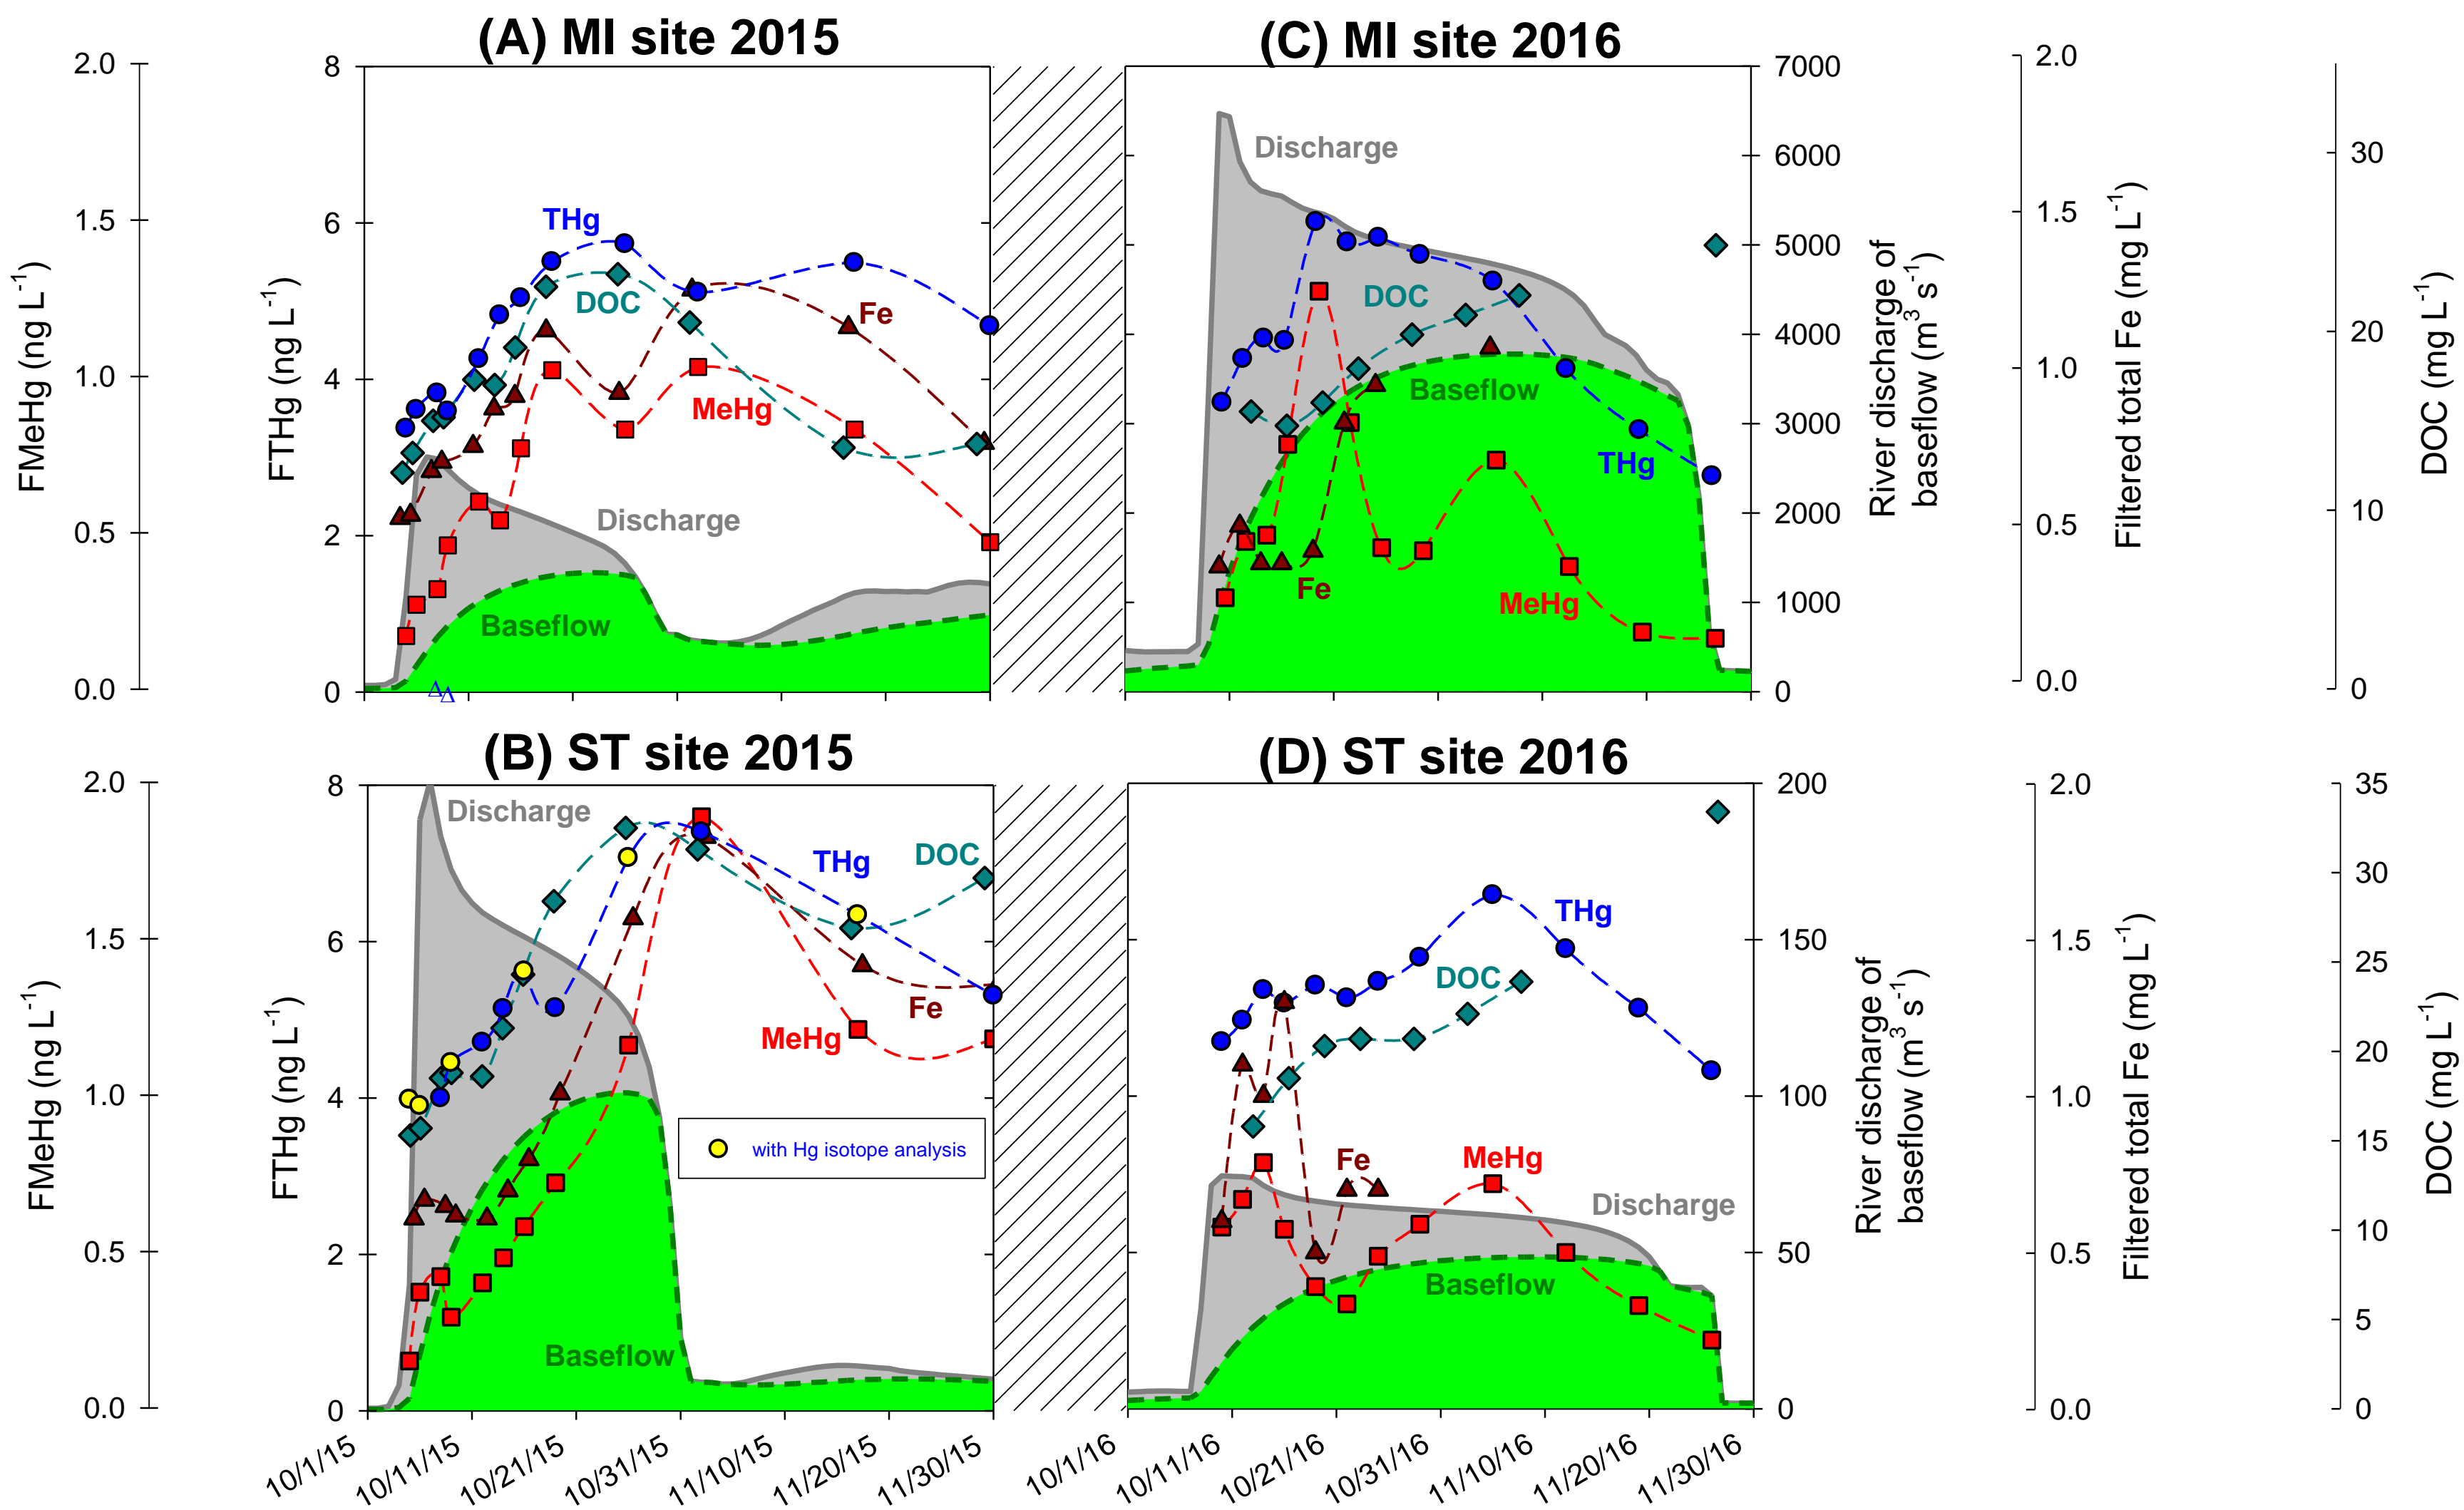 (A) MI site 2015
(C) MI site 2016
2.0
1.5
1.0
0.5
0.0
FMeHg (ng L-1)
8
6
4
2
0
FTHg (ng L-1)
THg
DOC
Fe
MeHg
Discharge
Baseflow
Discharge
DOC
Baseflow
THg
Fe
MeHg
7000
6000
5000
4000
3000
2000
1000
0
River discharge of
baseflow (m3 s-1)
2.0
1.5
1.0
0.5
0.0
Filtered total Fe (mg L-1)
30
20
10
0
DOC (mg L-1)
(B) ST site 2015
(D) ST site 2016
2.0
1.5
1.0
0.5
0.0
FMeHg (ng L-1)
8
6
4
2
0
FTHg (ng L-1)
Discharge
THg
DOC
Fe
MeHg
with Hg isotope analysis
Baseflow
THg
DOC
Fe
MeHg
Discharge
Baseflow
200
150
100
50
0
River discharge of
baseflow (m3 s-1)
2.0
1.5
1.0
0.5
0.0
Filtered total Fe (mg L-1)
35
30
25
20
15
10
5
0
DOC (mg L-1)
10/1/15
10/11/15
10/21/15
10/31/15
11/10/15
11/20/15
11/30/15
10/1/16
10/11/16
10/21/16
10/31/16
11/10/16
11/20/16
11/30/16